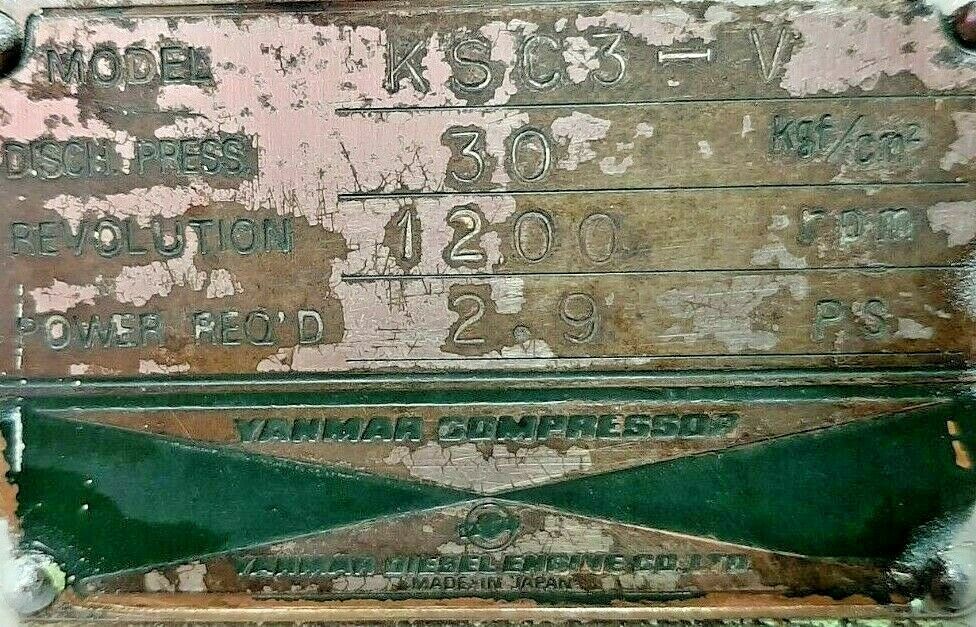 MODEL KSC3-V
DISCH. PRESS. 30 kgf/cm²
REVOLUTION 1200 rpm
POWER REQ'D 2.9 PS
YANMAR COMPRESSOR
YANMAR DIESEL ENGINE CO., LTD.
MADE IN JAPAN